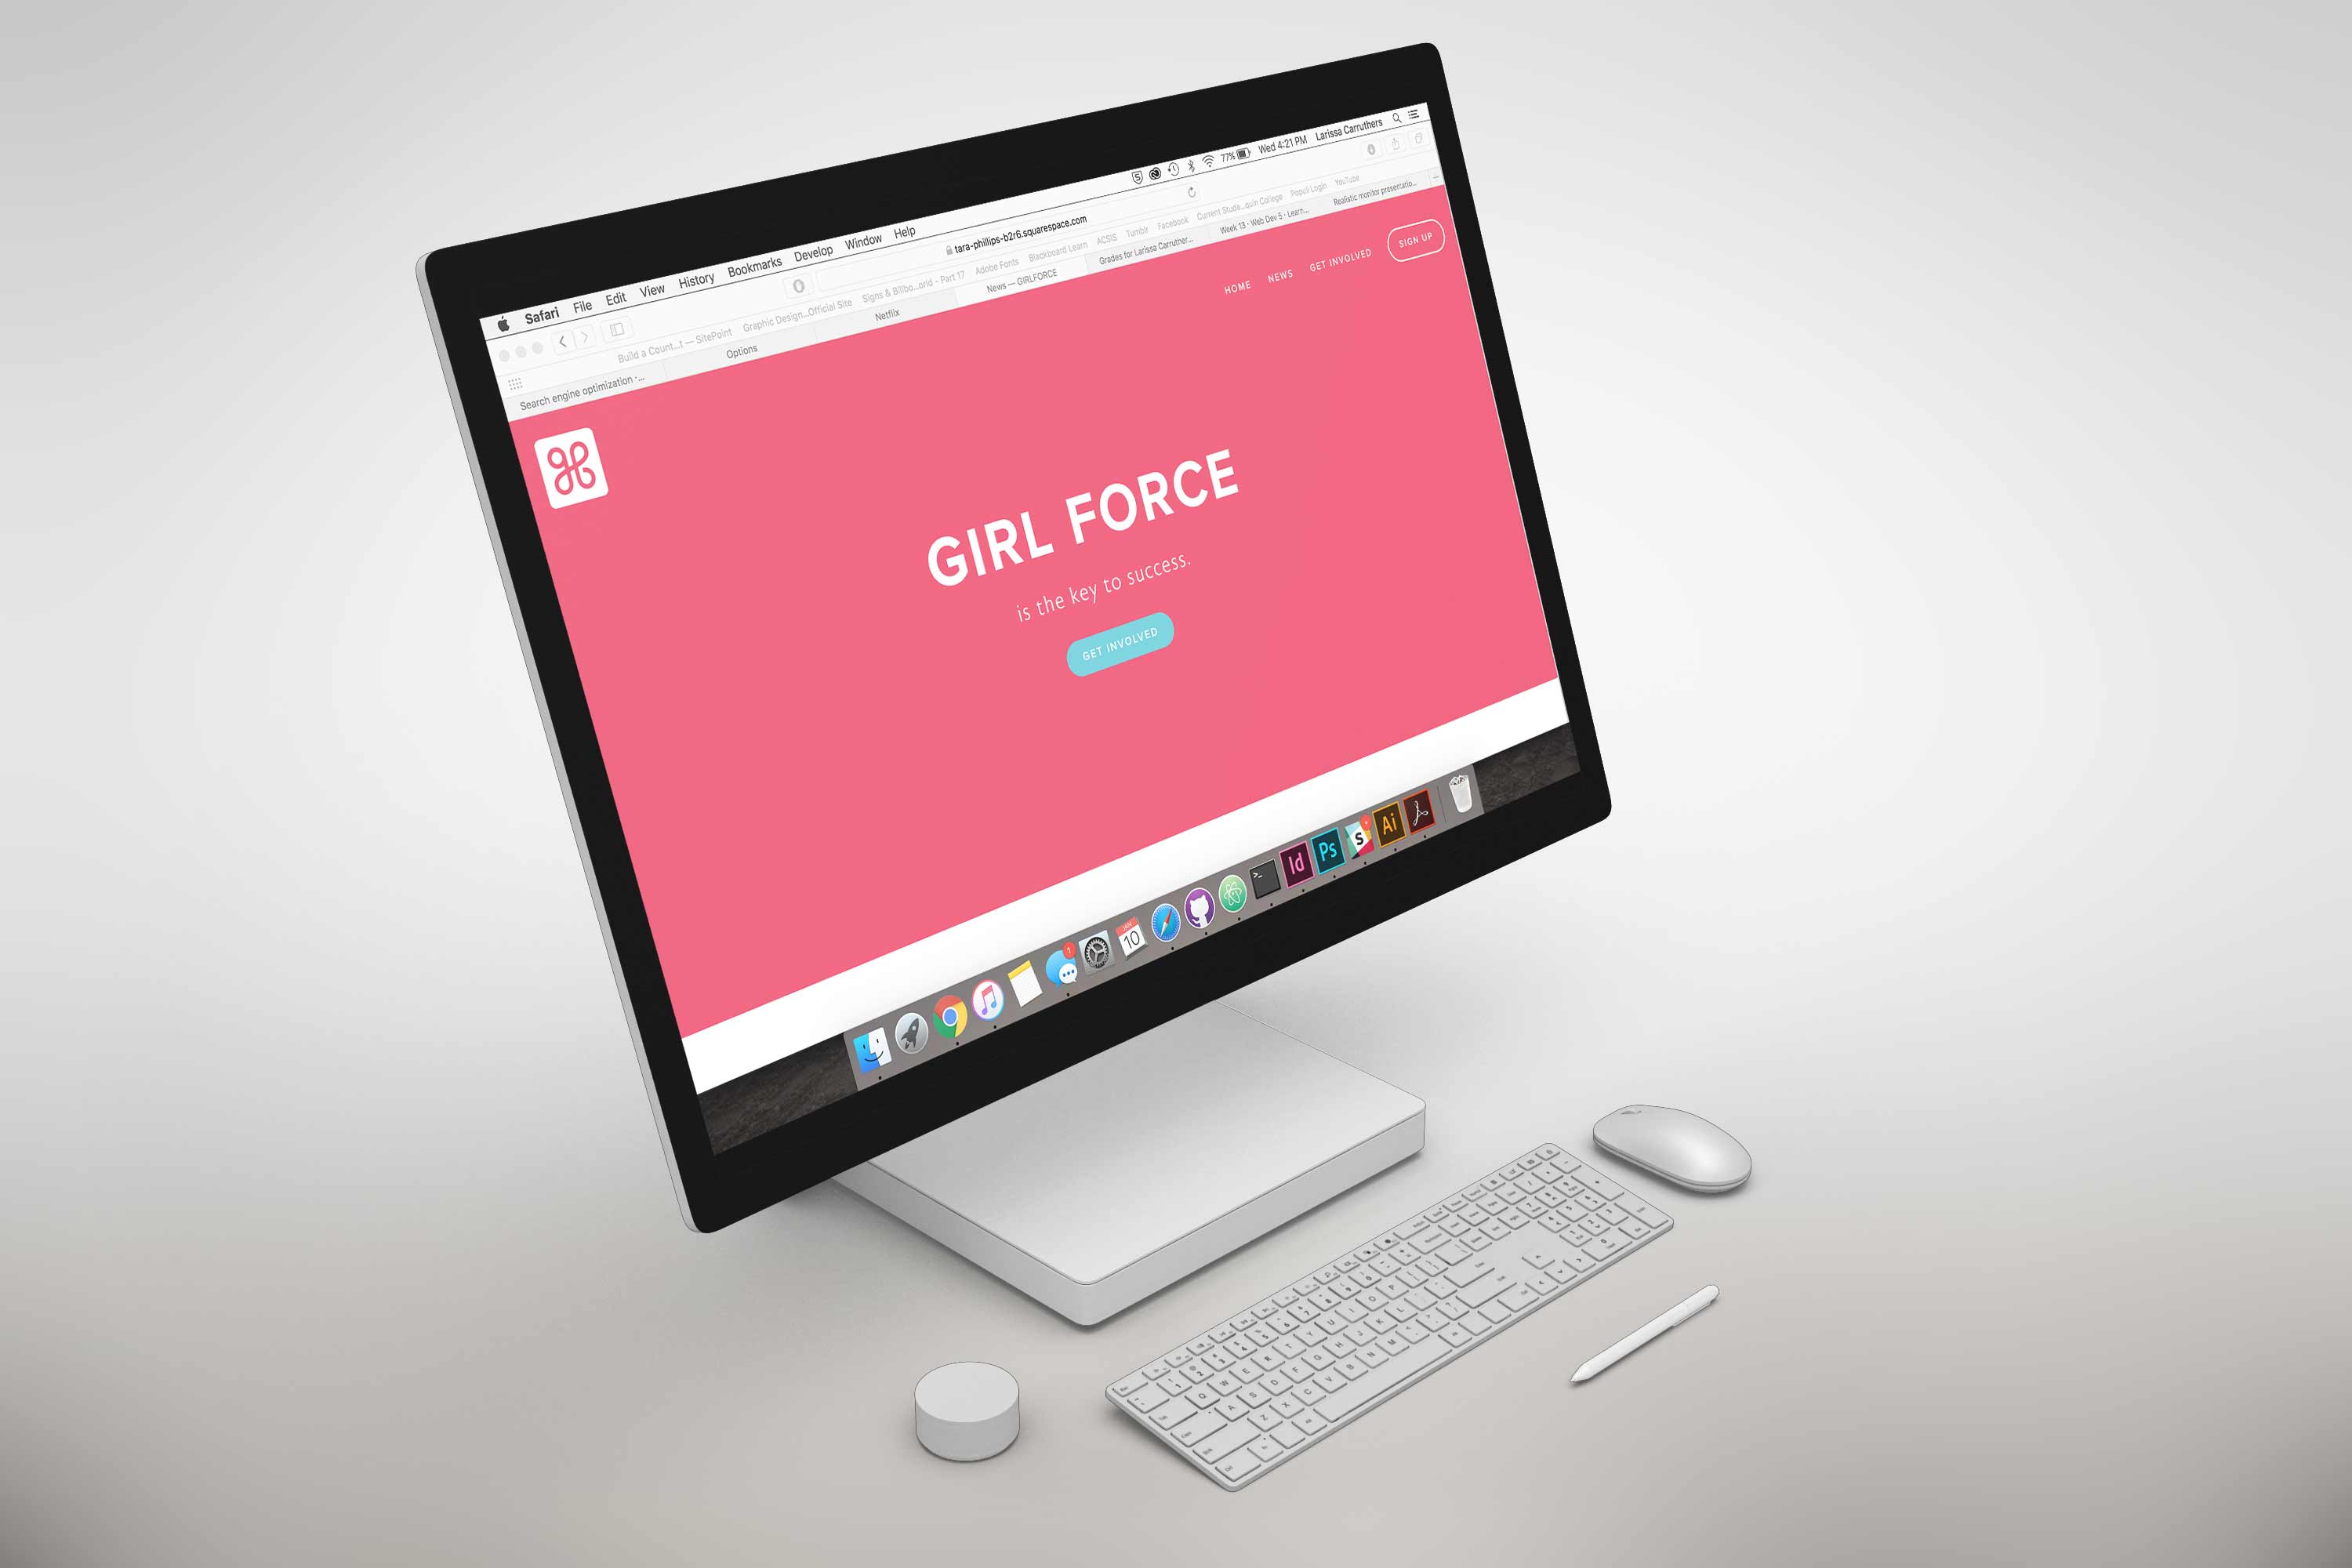 Safari File Edit View History Bookmarks Develop Window Help 77% Wed 4:21 PM Larissa Carruthers
tara-phillips-b2r6.squarespace.com
Build a Count...t — SitePoint Graphic Design...Official Site Signs & Billbo...orld - Part 17 Adobe Fonts Blackboard Learn ACSIS Tumblr Facebook Current Stude...quin College Populi Login YouTube
Search engine optimization -... Options Netflix News — GIRLFORCE Grades for Larissa Carruther... Week 13 - Web Dev 5 - Learn... Realistic monitor presentatio...
HOME NEWS GET INVOLVED SIGN UP
GIRL FORCE
is the key to success.
GET INVOLVED
1 JAN 10 Id Ps S Ai